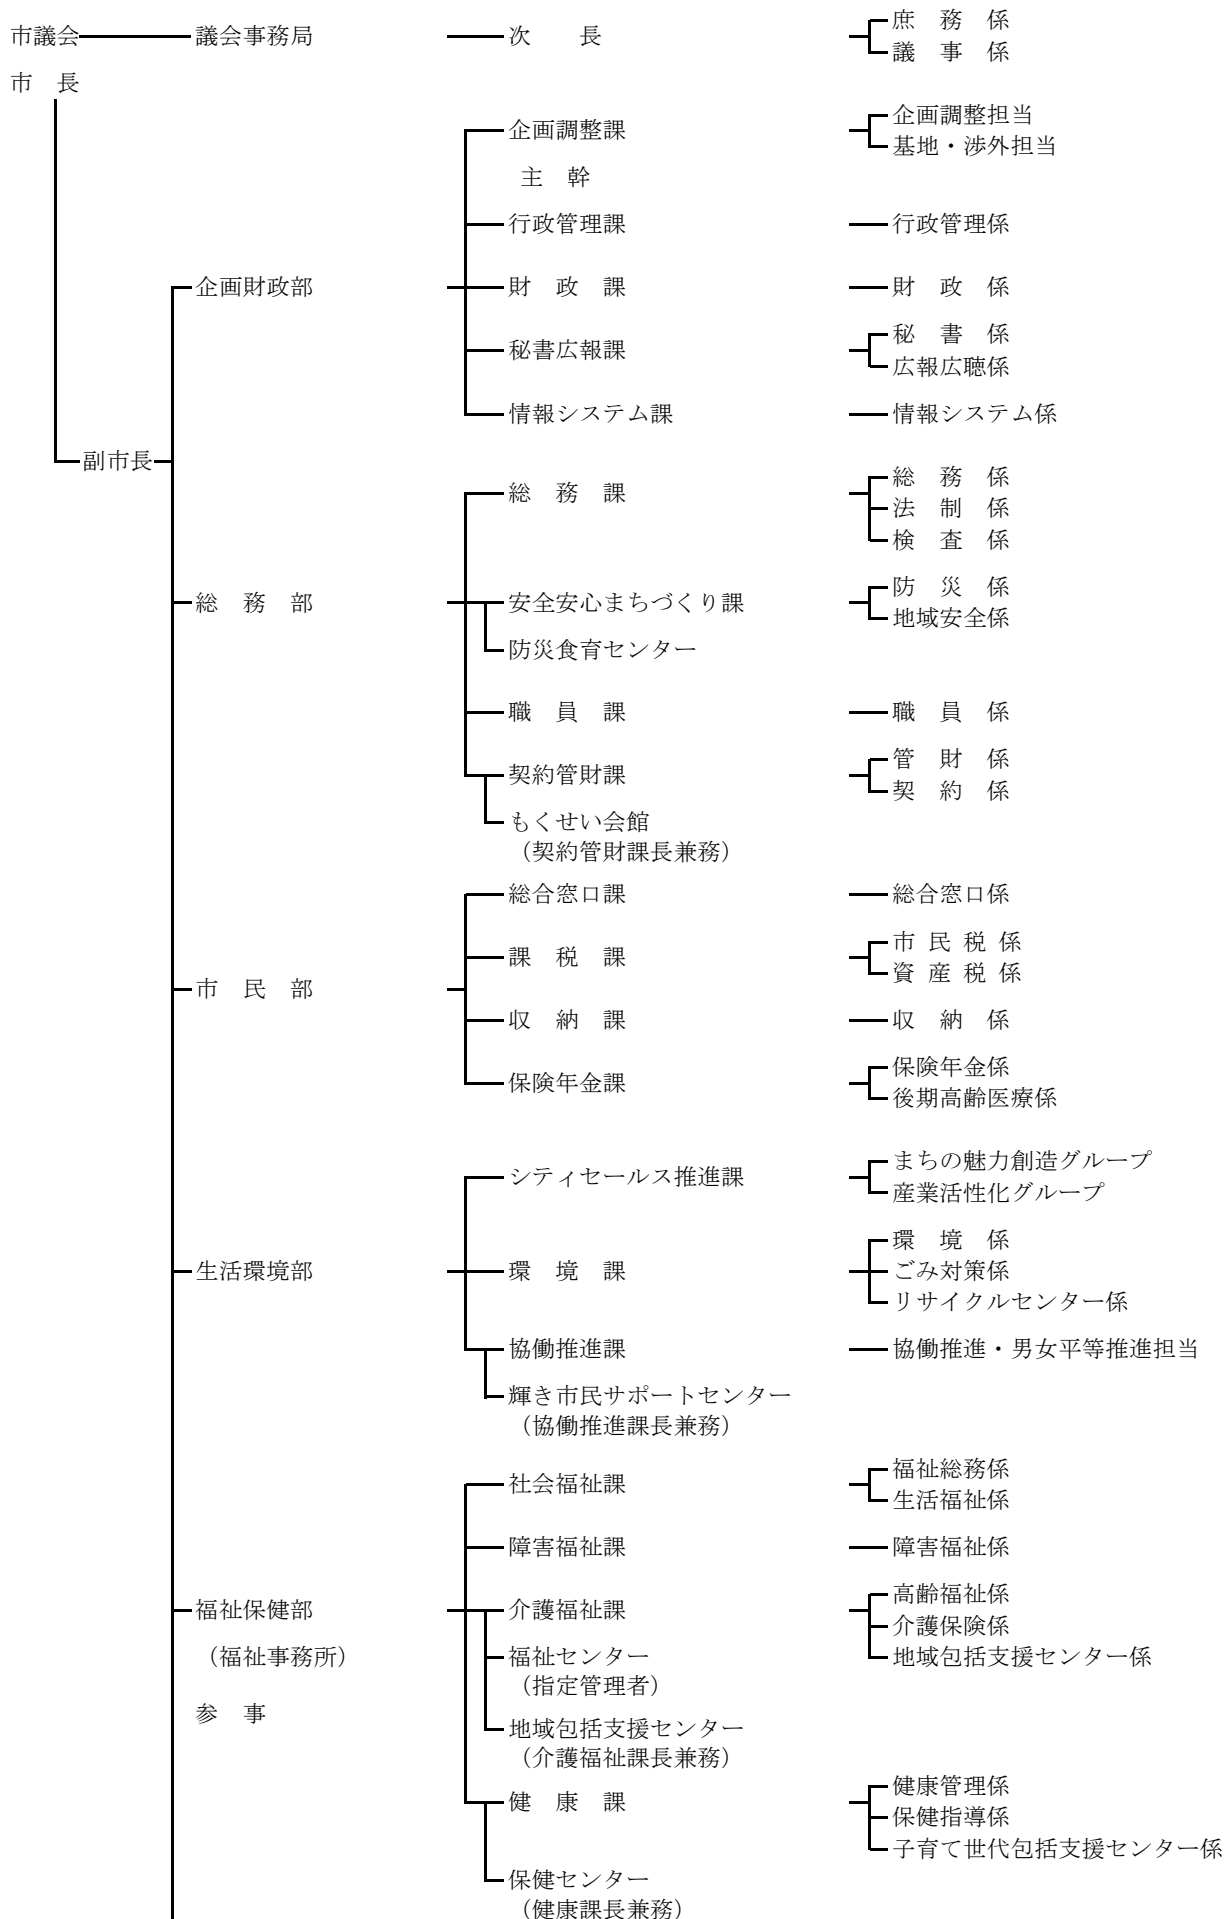 市議会 議会事務局 次　長 庶　務　係
議　事　係
市　長
企画調整課 企画調整担当
基地・渉外担当
主　幹
行政管理課 行政管理係
企画財政部 財　政　課 財　政　係
秘書広報課 秘　書　係
広報広聴係
情報システム課 情報システム係
副市長
総　務　課 総　務　係
法　制　係
検　査　係
総　務　部 安全安心まちづくり課 防　災　係
地域安全係
防災食育センター
職　員　課 職　員　係
契約管財課 管　財　係
契　約　係
もくせい会館
（契約管財課長兼務）
総合窓口課 総合窓口係
課　税　課 市 民 税 係
資 産 税 係
市　民　部
収　納　課 収　納　係
保険年金課 保険年金係
後期高齢医療係
シティセールス推進課 まちの魅力創造グループ
産業活性化グループ
生活環境部 環　境　課 環　境　係
ごみ対策係
リサイクルセンター係
協働推進課 協働推進・男女平等推進担当
輝き市民サポートセンター
（協働推進課長兼務）
社会福祉課 福祉総務係
生活福祉係
障害福祉課 障害福祉係
福祉保健部 介護福祉課 高齢福祉係
介護保険係
（福祉事務所） 福祉センター 地域包括支援センター係
（指定管理者）
参　事
地域包括支援センター
（介護福祉課長兼務）
健　康　課 健康管理係
保健指導係
子育て世代包括支援センター係
保健センター
（健康課長兼務）